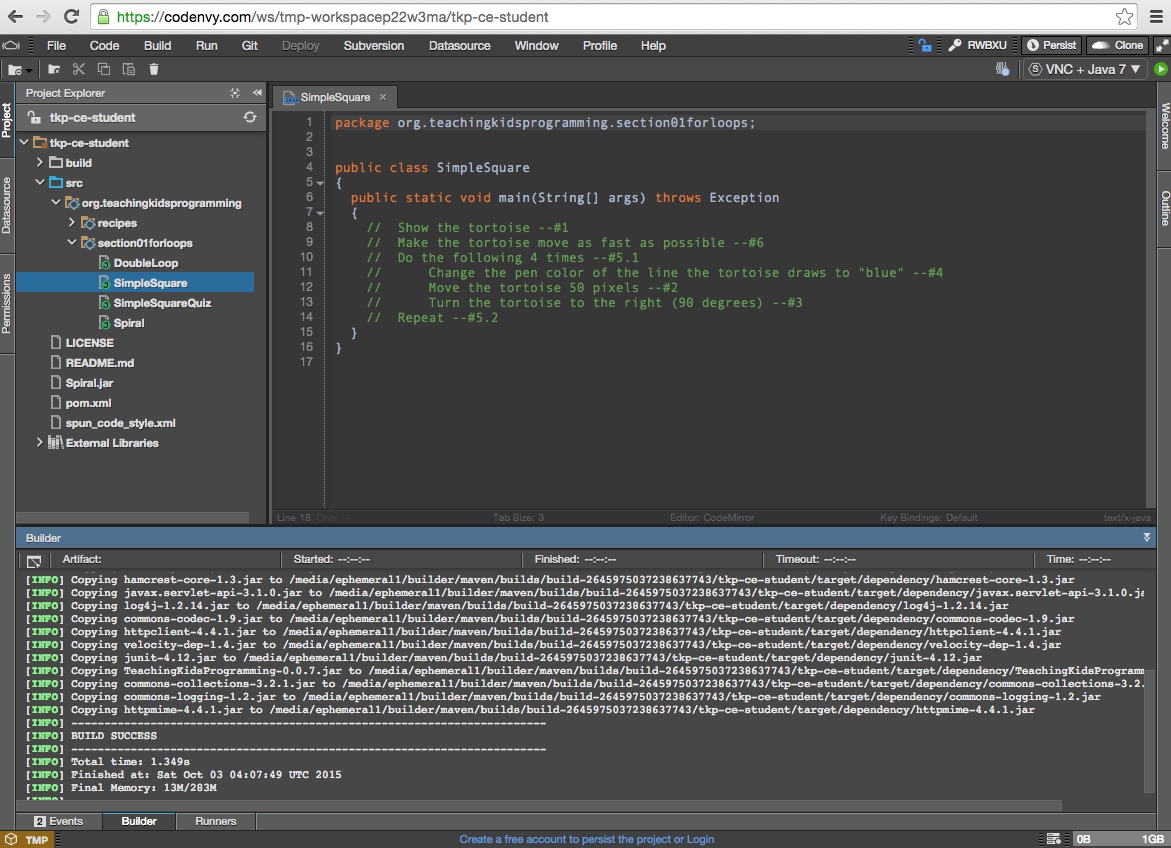 https://codenvy.com/ws/tmp-workspacep22w3ma/tkp-ce-student
File Code Build Run Git Deploy Subversion Datasource Window Profile Help RWBXU Persist Clone
VNC + Java 7
Project Explorer
tkp-ce-student
tkp-ce-student
build
src
org.teachingkidsprogramming
recipes
section01forloops
DoubleLoop
SimpleSquare
SimpleSquareQuiz
Spiral
LICENSE
README.md
Spiral.jar
pom.xml
spun_code_style.xml
External Libraries
Project
Datasource
Permissions
SimpleSquare
1 package org.teachingkidsprogramming.section01forloops;
2
3
4 public class SimpleSquare
5 {
6 public static void main(String[] args) throws Exception
7 {
8 // Show the tortoise --#1
9 // Make the tortoise move as fast as possible --#6
10 // Do the following 4 times --#5.1
11 // Change the pen color of the line the tortoise draws to "blue" --#4
12 // Move the tortoise 50 pixels --#2
13 // Turn the tortoise to the right (90 degrees) --#3
14 // Repeat --#5.2
15 }
16 }
17
Line 18 Char Tab Size: 3 Editor: CodeMirror Key Bindings: Default text/x-java
Welcome
Outline
Builder
Artifact: Started: --:--:-- Finished: --:--:-- Timeout: --:--:-- Time: --:--:--
[INFO] Copying hamcrest-core-1.3.jar to /media/ephemeral1/builder/maven/builds/build-2645975037238637743/tkp-ce-student/target/dependency/hamcrest-core-1.3.jar
[INFO] Copying javax.servlet-api-3.1.0.jar to /media/ephemeral1/builder/maven/builds/build-2645975037238637743/tkp-ce-student/target/dependency/javax.servlet-api-3.1.0.ja
[INFO] Copying log4j-1.2.14.jar to /media/ephemeral1/builder/maven/builds/build-2645975037238637743/tkp-ce-student/target/dependency/log4j-1.2.14.jar
[INFO] Copying commons-codec-1.9.jar to /media/ephemeral1/builder/maven/builds/build-2645975037238637743/tkp-ce-student/target/dependency/commons-codec-1.9.jar
[INFO] Copying httpclient-4.4.1.jar to /media/ephemeral1/builder/maven/builds/build-2645975037238637743/tkp-ce-student/target/dependency/httpclient-4.4.1.jar
[INFO] Copying velocity-dep-1.4.jar to /media/ephemeral1/builder/maven/builds/build-2645975037238637743/tkp-ce-student/target/dependency/velocity-dep-1.4.jar
[INFO] Copying junit-4.12.jar to /media/ephemeral1/builder/maven/builds/build-2645975037238637743/tkp-ce-student/target/dependency/junit-4.12.jar
[INFO] Copying TeachingKidsProgramming-0.0.7.jar to /media/ephemeral1/builder/maven/builds/build-2645975037238637743/tkp-ce-student/target/dependency/TeachingKidsProgramm
[INFO] Copying commons-collections-3.2.1.jar to /media/ephemeral1/builder/maven/builds/build-2645975037238637743/tkp-ce-student/target/dependency/commons-collections-3.2.
[INFO] Copying commons-logging-1.2.jar to /media/ephemeral1/builder/maven/builds/build-2645975037238637743/tkp-ce-student/target/dependency/commons-logging-1.2.jar
[INFO] Copying httpmime-4.4.1.jar to /media/ephemeral1/builder/maven/builds/build-2645975037238637743/tkp-ce-student/target/dependency/httpmime-4.4.1.jar
[INFO] ------------------------------------------------------------------------
[INFO] BUILD SUCCESS
[INFO] ------------------------------------------------------------------------
[INFO] Total time: 1.349s
[INFO] Finished at: Sat Oct 03 04:07:49 UTC 2015
[INFO] Final Memory: 13M/283M
[INFO]
2 Events Builder Runners
TMP Create a free account to persist the project or Login 0B 1GB